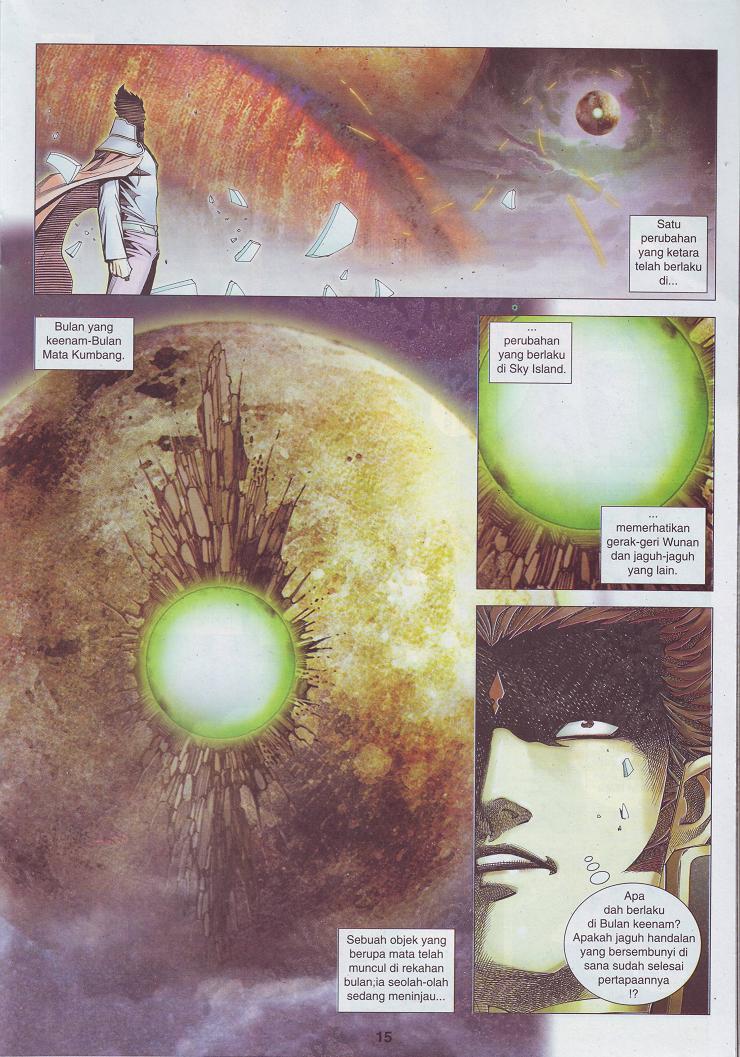 Satu
perubahan
yang ketara
telah berlaku
di...
Bulan yang
keenam-Bulan
Mata Kumbang.
Sebuah objek yang
berupa mata telah
muncul di rekahan
bulan;ia seolah-olah
sedang meninjau...
...
perubahan
yang berlaku
di Sky Island.
...
memerhatikan
gerak-geri Wunan
dan jaguh-jaguh
yang lain.
Apa
dah berlaku
di Bulan keenam?
Apakah jaguh handalan
yang bersembunyi di
sana sudah selesai
pertapaannya
!?
15